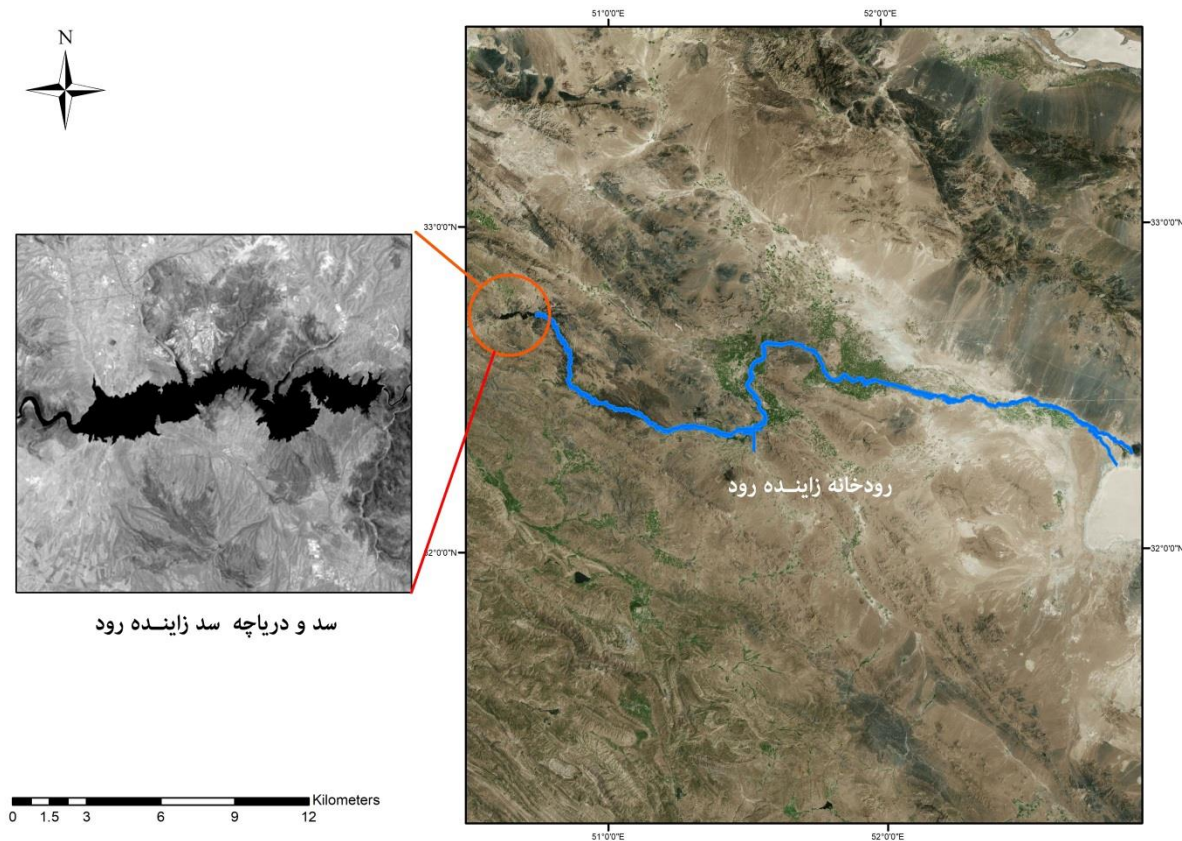 N
51°0'0"E 52°0'0"E
33°0'0"N 33°0'0"N
رودخانه زاینــده رود
32°0'0"N 32°0'0"N
سد و دریاچه سد زاینــده رود
Kilometers
0 1.5 3 6 9 12
51°0'0"E 52°0'0"E